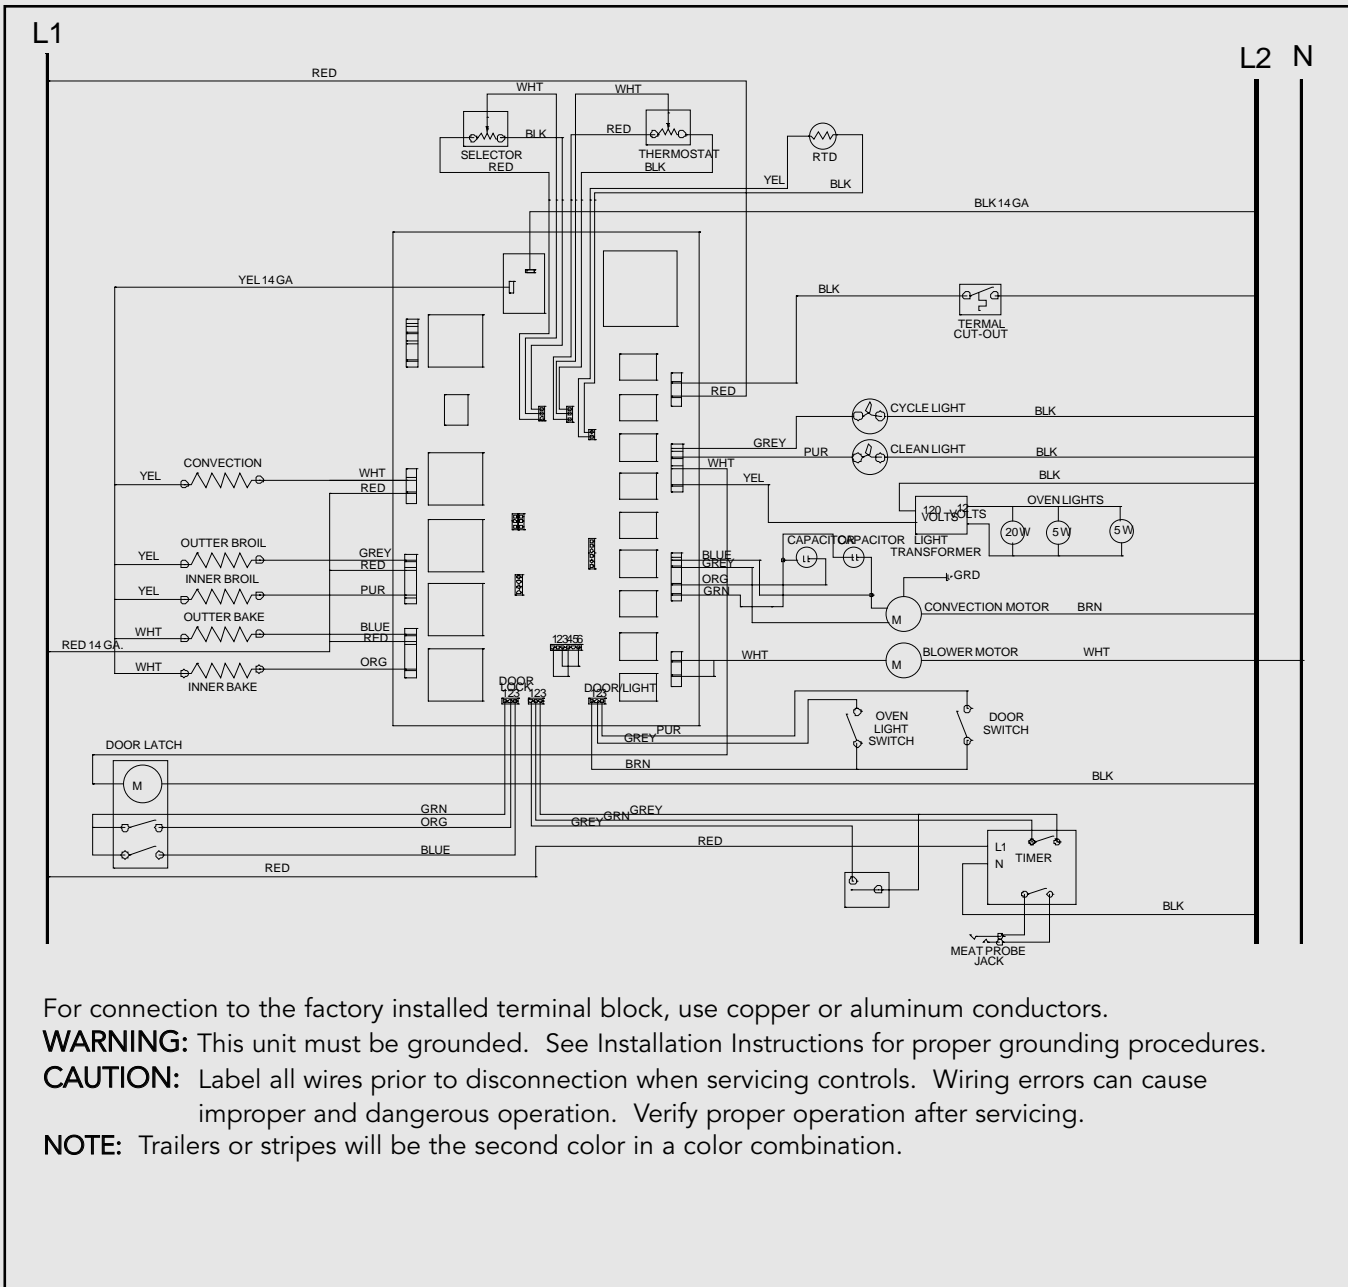 L1
L2 N
RED
WHT
WHT
BLK
RED
SELECTOR
THERMOSTAT
RTD
RED
BLK
YEL
BLK
BLK 14 GA
YEL 14 GA
BLK
TERMAL
CUT-OUT
RED
CYCLE LIGHT
BLK
GREY
CLEAN LIGHT
BLK
PUR
CONVECTION
WHT
YEL
RED
WHT
YEL
BLK
OVEN LIGHTS
120 12
VOLTS VOLTS
20W
5W
5W
CAPACITOR
CAPACITOR
LIGHT
TRANSFORMER
OUTTER BROIL
YEL
GREY
RED
BLUE
GREY
ORG
GRN
GRD
INNER BROIL
YEL
PUR
CONVECTION MOTOR
BRN
M
OUTTER BAKE
WHT
BLUE
RED
RED 14 GA.
123456
WHT
BLOWER MOTOR
WHT
M
WHT
ORG
INNER BAKE
DOOR
LOCK
123
123
DOOR/LIGHT
123
OVEN
LIGHT
SWITCH
DOOR
SWITCH
PUR
GREY
DOOR LATCH
BRN
BLK
M
GRN
ORG
GREY
GRN
GREY
BLUE
RED
RED
L1
N
TIMER
BLK
MEAT PROBE
JACK
For connection to the factory installed terminal block, use copper or aluminum conductors.
WARNING: This unit must be grounded. See Installation Instructions for proper grounding procedures.
CAUTION: Label all wires prior to disconnection when servicing controls. Wiring errors can cause
improper and dangerous operation. Verify proper operation after servicing.
NOTE: Trailers or stripes will be the second color in a color combination.